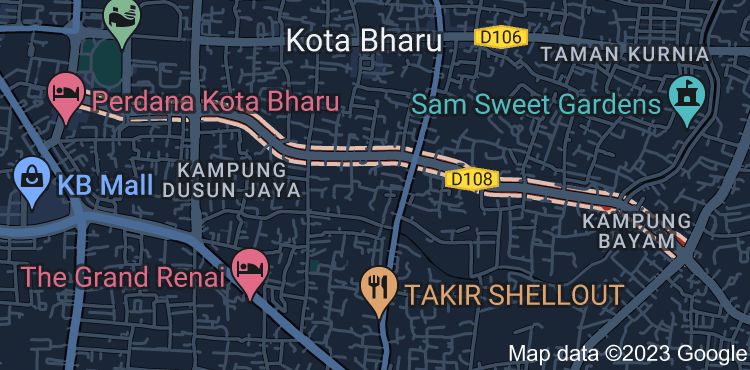 Kota Bharu
D106
TAMAN KURNIA
Perdana Kota Bharu
Sam Sweet Gardens
KAMPUNG
DUSUN JAYA
KB Mall
D108
KAMPUNG
BAYAM
The Grand Renai
TAKIR SHELLOUT
Map data ©2023 Google